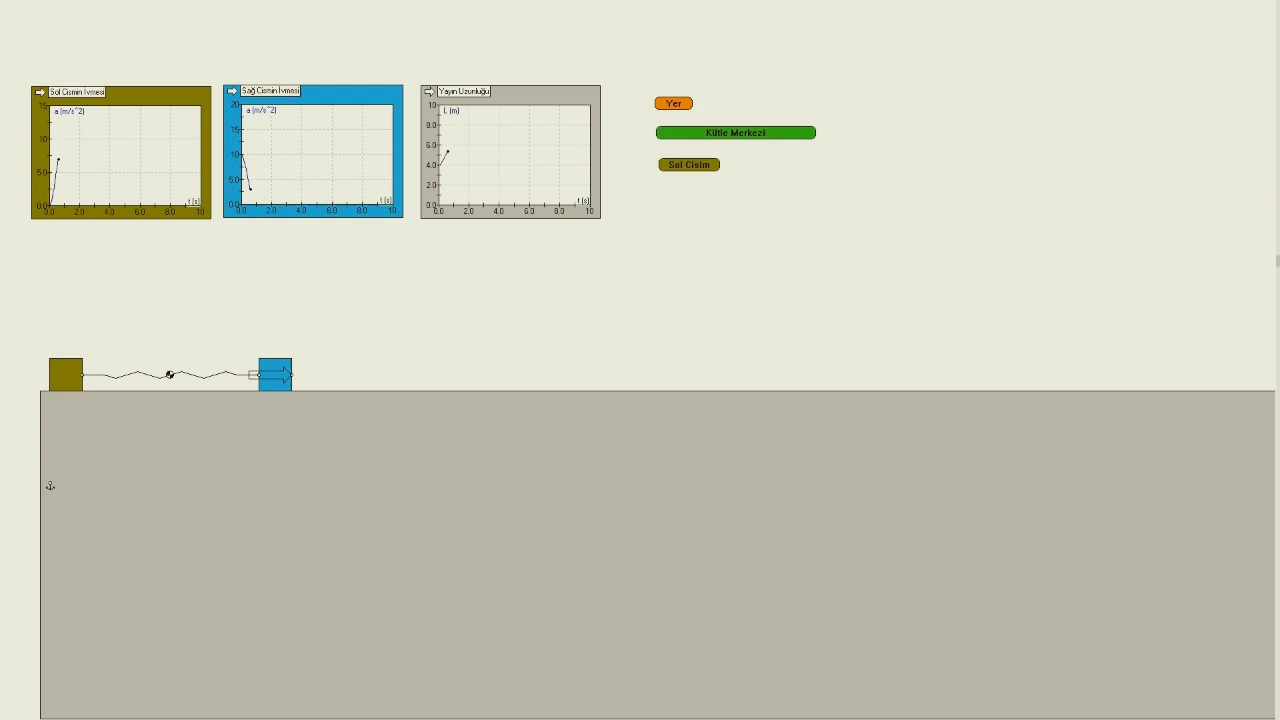 Sol Cismin İvmesi
15
a (m/s^2)
10
5.0
0.0
t (s)
0.0 2.0 4.0 6.0 8.0 10
Sağ Cismin İvmesi
20
a (m/s^2)
15
10
5.0
0.0
t (s)
0.0 2.0 4.0 6.0 8.0 10
Yayın Uzunluğu
10
L (m)
8.0
6.0
4.0
2.0
0.0
t (s)
0.0 2.0 4.0 6.0 8.0 10
Yer
Kütle Merkezi
Sol Cisim